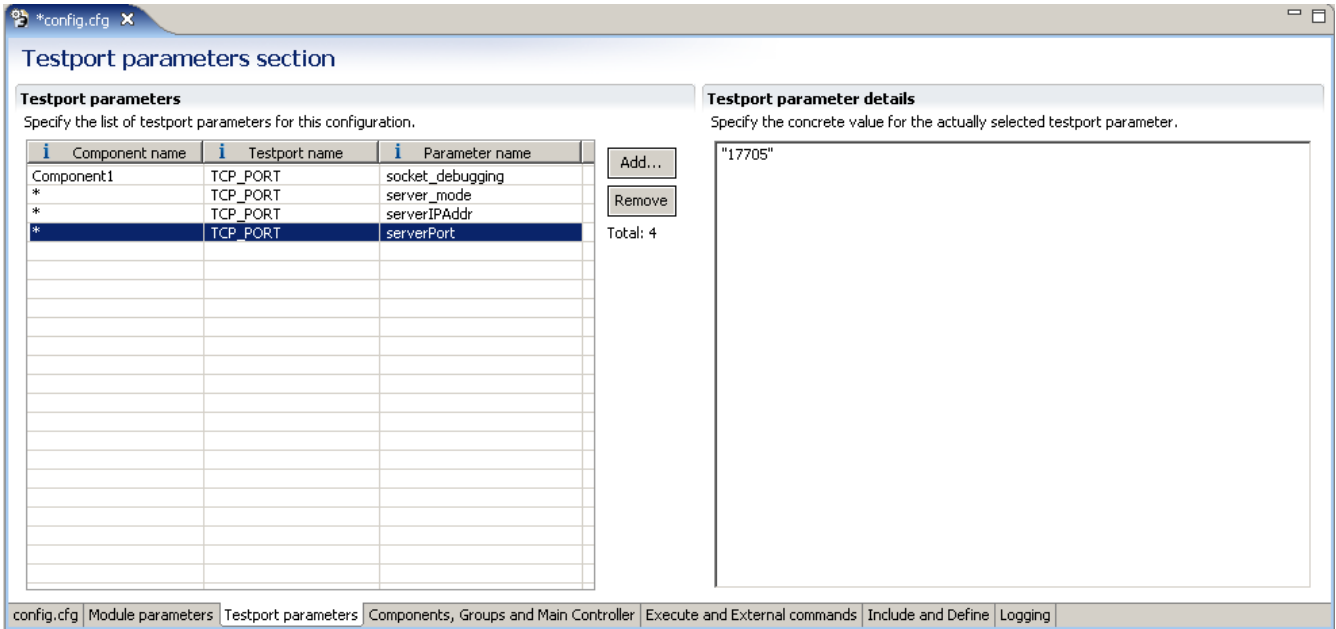 *config.cfg
Testport parameters section
Testport parameters
Specify the list of testport parameters for this configuration.
Component name Testport name Parameter name
Component1 TCP_PORT socket_debugging
* TCP_PORT server_mode
* TCP_PORT serverIPAddr
* TCP_PORT serverPort
Add...
Remove
Total: 4
Testport parameter details
Specify the concrete value for the actually selected testport parameter.
"17705"
config.cfg Module parameters Testport parameters Components, Groups and Main Controller Execute and External commands Include and Define Logging